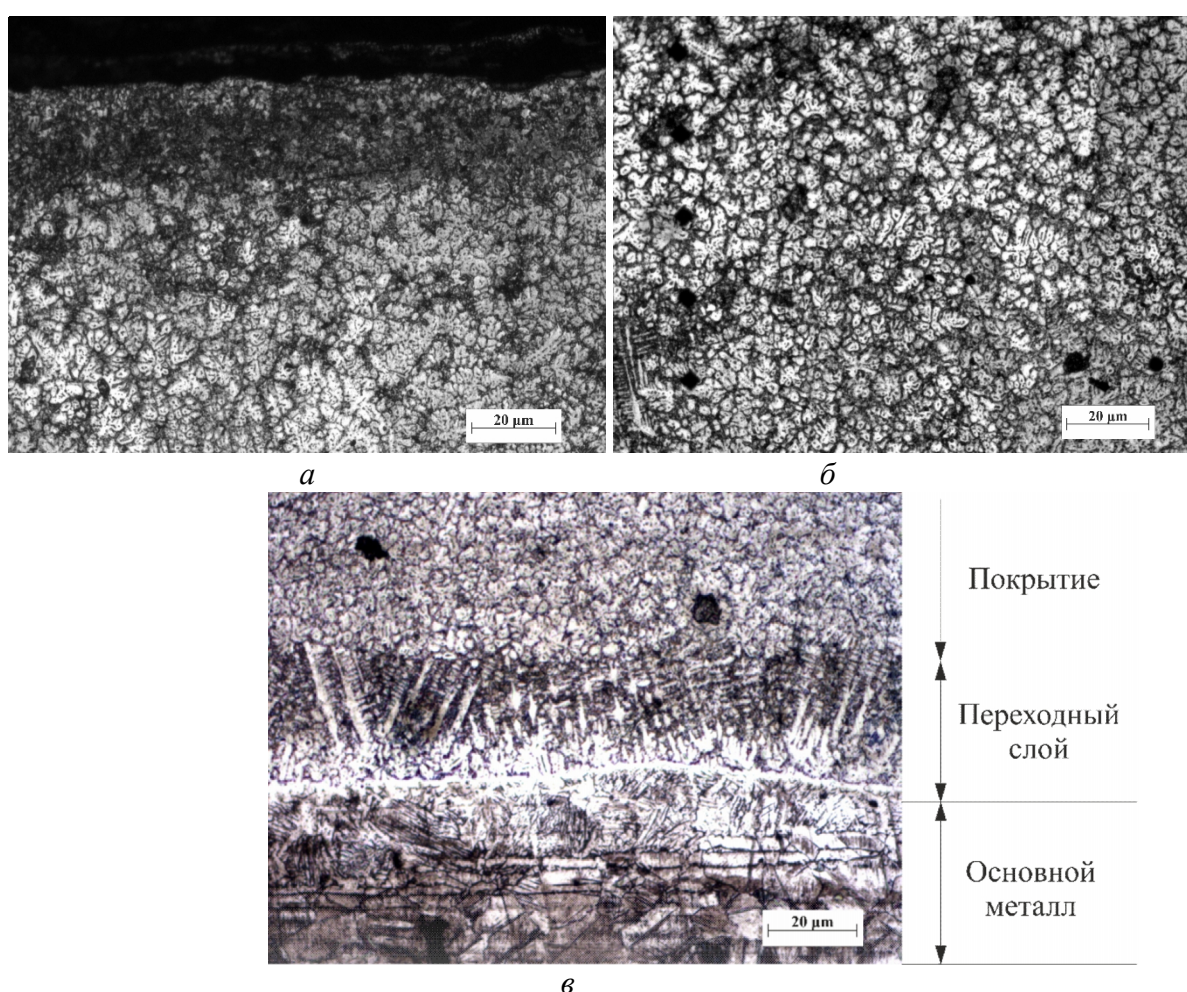 20 µm
20 µm
а
б
Покрытие
Переходный
слой
Основной
металл
20 µm
в